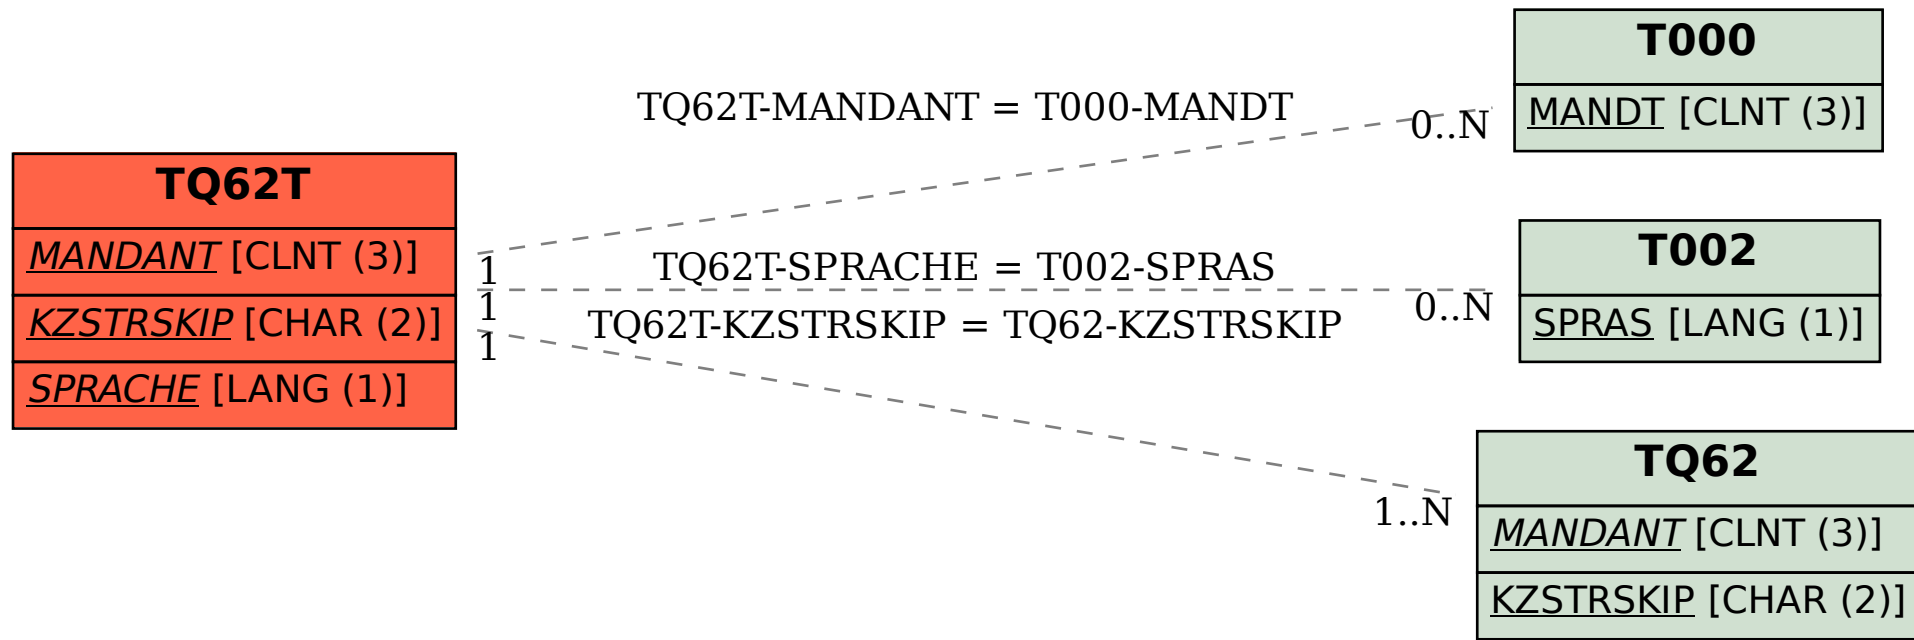 TQ62T
MANDANT [CLNT (3)]
KZSTRSKIP [CHAR (2)]
SPRACHE [LANG (1)]
TQ62T-MANDANT = T000-MANDT
1
0..N
TQ62T-SPRACHE = T002-SPRAS
1
0..N
TQ62T-KZSTRSKIP = TQ62-KZSTRSKIP
1
1..N
T000
MANDT [CLNT (3)]
T002
SPRAS [LANG (1)]
TQ62
MANDANT [CLNT (3)]
KZSTRSKIP [CHAR (2)]